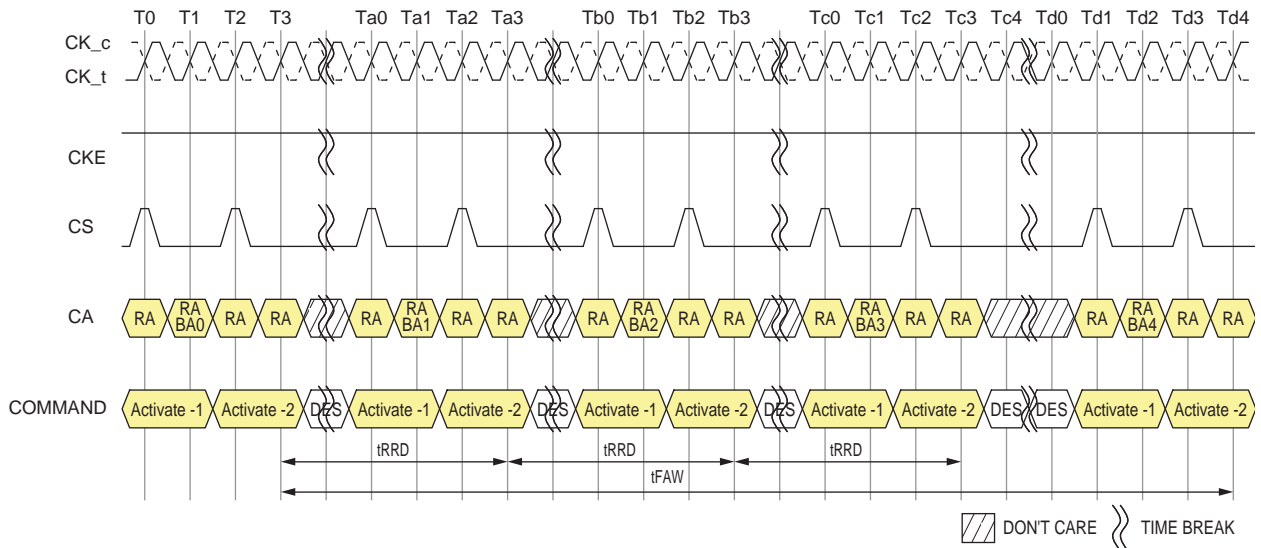 T0 T1 T2 T3 Ta0 Ta1 Ta2 Ta3 Tb0 Tb1 Tb2 Tb3 Tc0 Tc1 Tc2 Tc3 Tc4 Td0 Td1 Td2 Td3 Td4
CK_c
CK_t
CKE
CS
CA RA RA BA0 RA RA RA RA BA1 RA RA RA RA BA2 RA RA RA RA BA3 RA RA RA RA BA4 RA RA
COMMAND Activate -1 Activate -2 DES Activate -1 Activate -2 DES Activate -1 Activate -2 DES Activate -1 Activate -2 DES DES Activate -1 Activate -2
tRRD tRRD tRRD
tFAW
DON'T CARE TIME BREAK